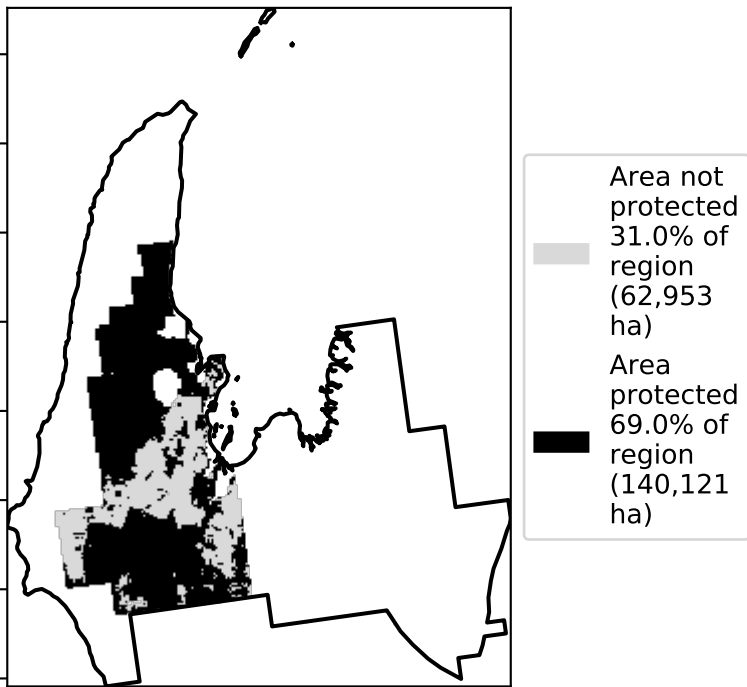 Area not
protected
31.0% of
region
(62,953
ha)
Area
protected
69.0% of
region
(140,121
ha)